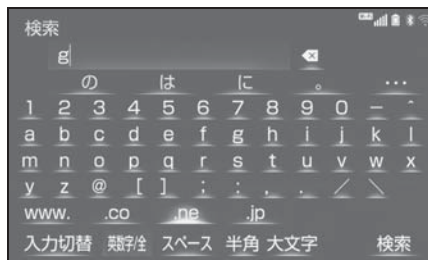 検索
g
の は に 。 …
1 2 3 4 5 6 7 8 9 0 − ^
a b c d e f g h i j k l
m n o p q r s t u v w x
y z @ [ ] ; : , . ／ ＼
www. .co .ne .jp
入力切替 英数字/全 スペース 半角 大文字 検索